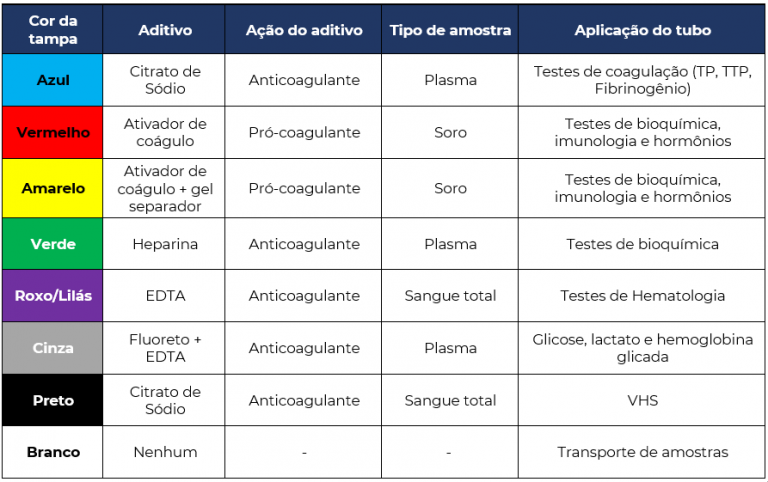 Cor da tampa | Aditivo | Ação do aditivo | Tipo de amostra | Aplicação do tubo
Azul | Citrato de Sódio | Anticoagulante | Plasma | Testes de coagulação (TP, TTP, Fibrinogênio)
Vermelho | Ativador de coágulo | Pró-coagulante | Soro | Testes de bioquímica, imunologia e hormônios
Amarelo | Ativador de coágulo + gel separador | Pró-coagulante | Soro | Testes de bioquímica, imunologia e hormônios
Verde | Heparina | Anticoagulante | Plasma | Testes de bioquímica
Roxo/Lilás | EDTA | Anticoagulante | Sangue total | Testes de Hematologia
Cinza | Fluoreto + EDTA | Anticoagulante | Plasma | Glicose, lactato e hemoglobina glicada
Preto | Citrato de Sódio | Anticoagulante | Sangue total | VHS
Branco | Nenhum | - | - | Transporte de amostras